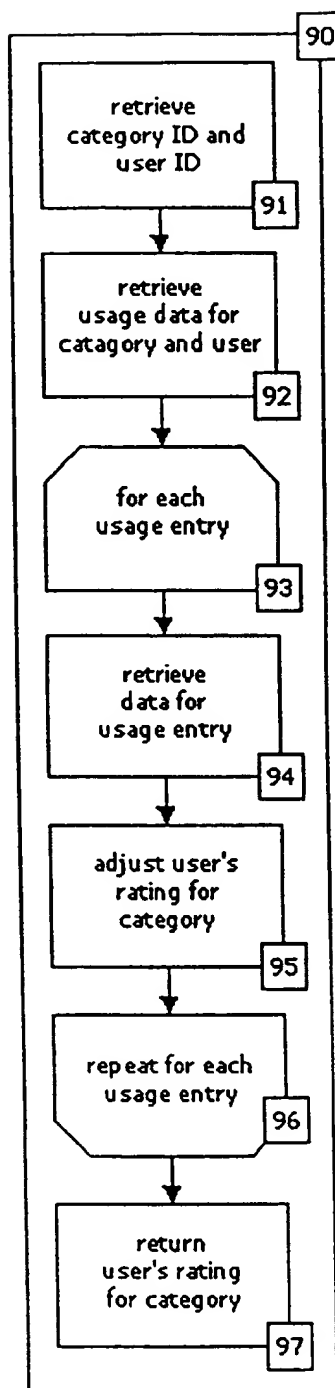 90
retrieve
category ID and
user ID
91
retrieve
usage data for
catagory and user
92
for each
usage entry
93
retrieve
data for
usage entry
94
adjust user's
rating for
category
95
repeat for each
usage entry
96
return
user's rating
for category
97